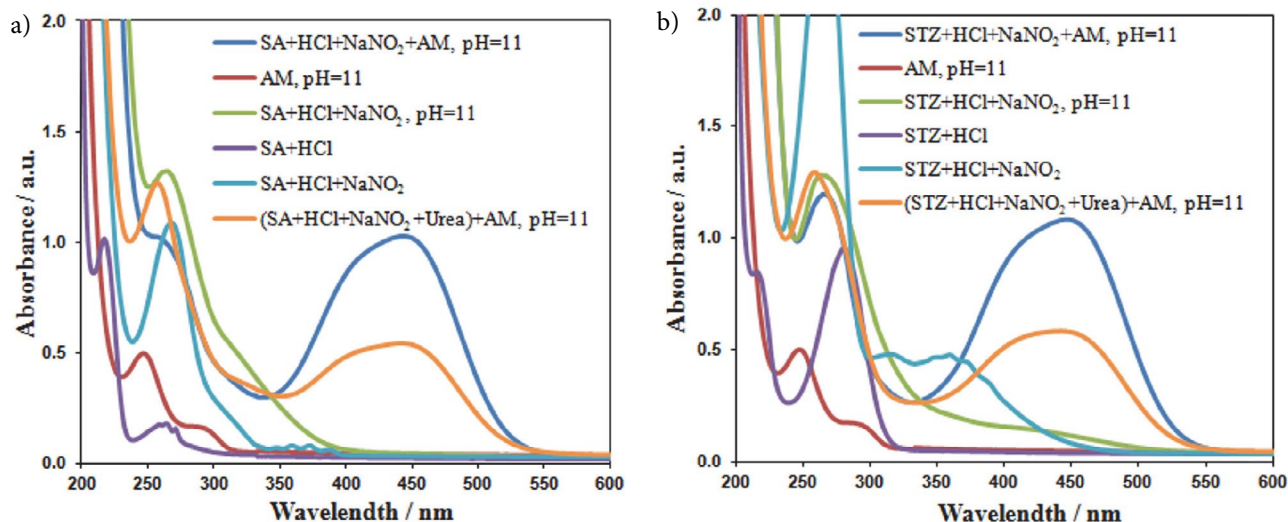 a)
2.0
1.5
1.0
0.5
0.0
Absorbance / a.u.
SA+HCl+NaNO₂+AM, pH=11
AM, pH=11
SA+HCl+NaNO₂, pH=11
SA+HCl
SA+HCl+NaNO₂
(SA+HCl+NaNO₂+Urea)+AM, pH=11
200 250 300 350 400 450 500 550 600
Wavelendth / nm
b)
2.0
1.5
1.0
0.5
0.0
Absorbance / a.u.
STZ+HCl+NaNO₂+AM, pH=11
AM, pH=11
STZ+HCl+NaNO₂, pH=11
STZ+HCl
STZ+HCl+NaNO₂
(STZ+HCl+NaNO₂+Urea)+AM, pH=11
200 250 300 350 400 450 500 550 600
Wavelendth / nm